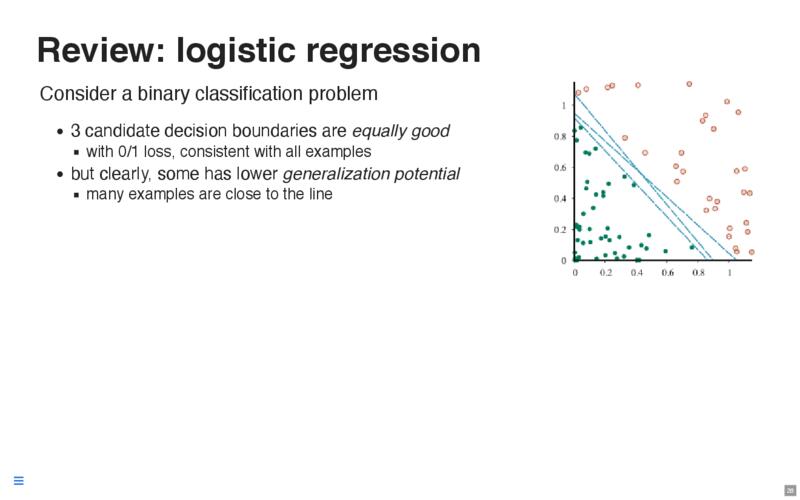 Review: logistic regression
Consider a binary classification problem
• 3 candidate decision boundaries are equally good
▪ with 0/1 loss, consistent with all examples
• but clearly, some has lower generalization potential
▪ many examples are close to the line
1
0.8
0.6
0.4
0.2
0
0 0.2 0.4 0.6 0.8 1
28